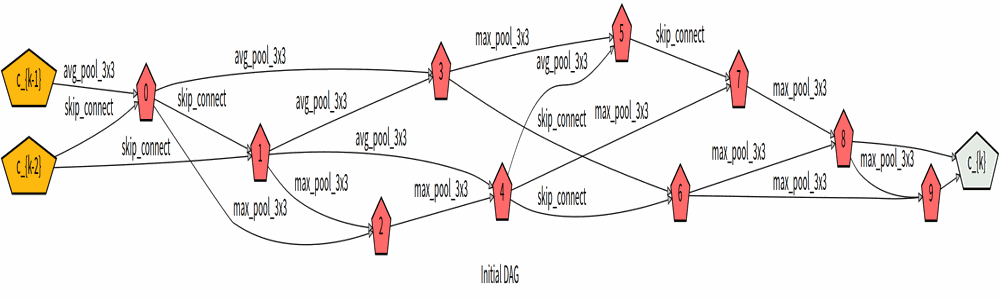 c_{k-1}
avg_pool_3x3
skip_connect
c_{k-2}
skip_connect
0
avg_pool_3x3
skip_connect
max_pool_3x3
1
avg_pool_3x3
avg_pool_3x3
max_pool_3x3
2
max_pool_3x3
3
max_pool_3x3
skip_connect
4
avg_pool_3x3
max_pool_3x3
skip_connect
5
skip_connect
6
max_pool_3x3
max_pool_3x3
7
max_pool_3x3
8
max_pool_3x3
9
c_{k}
Initial DAG